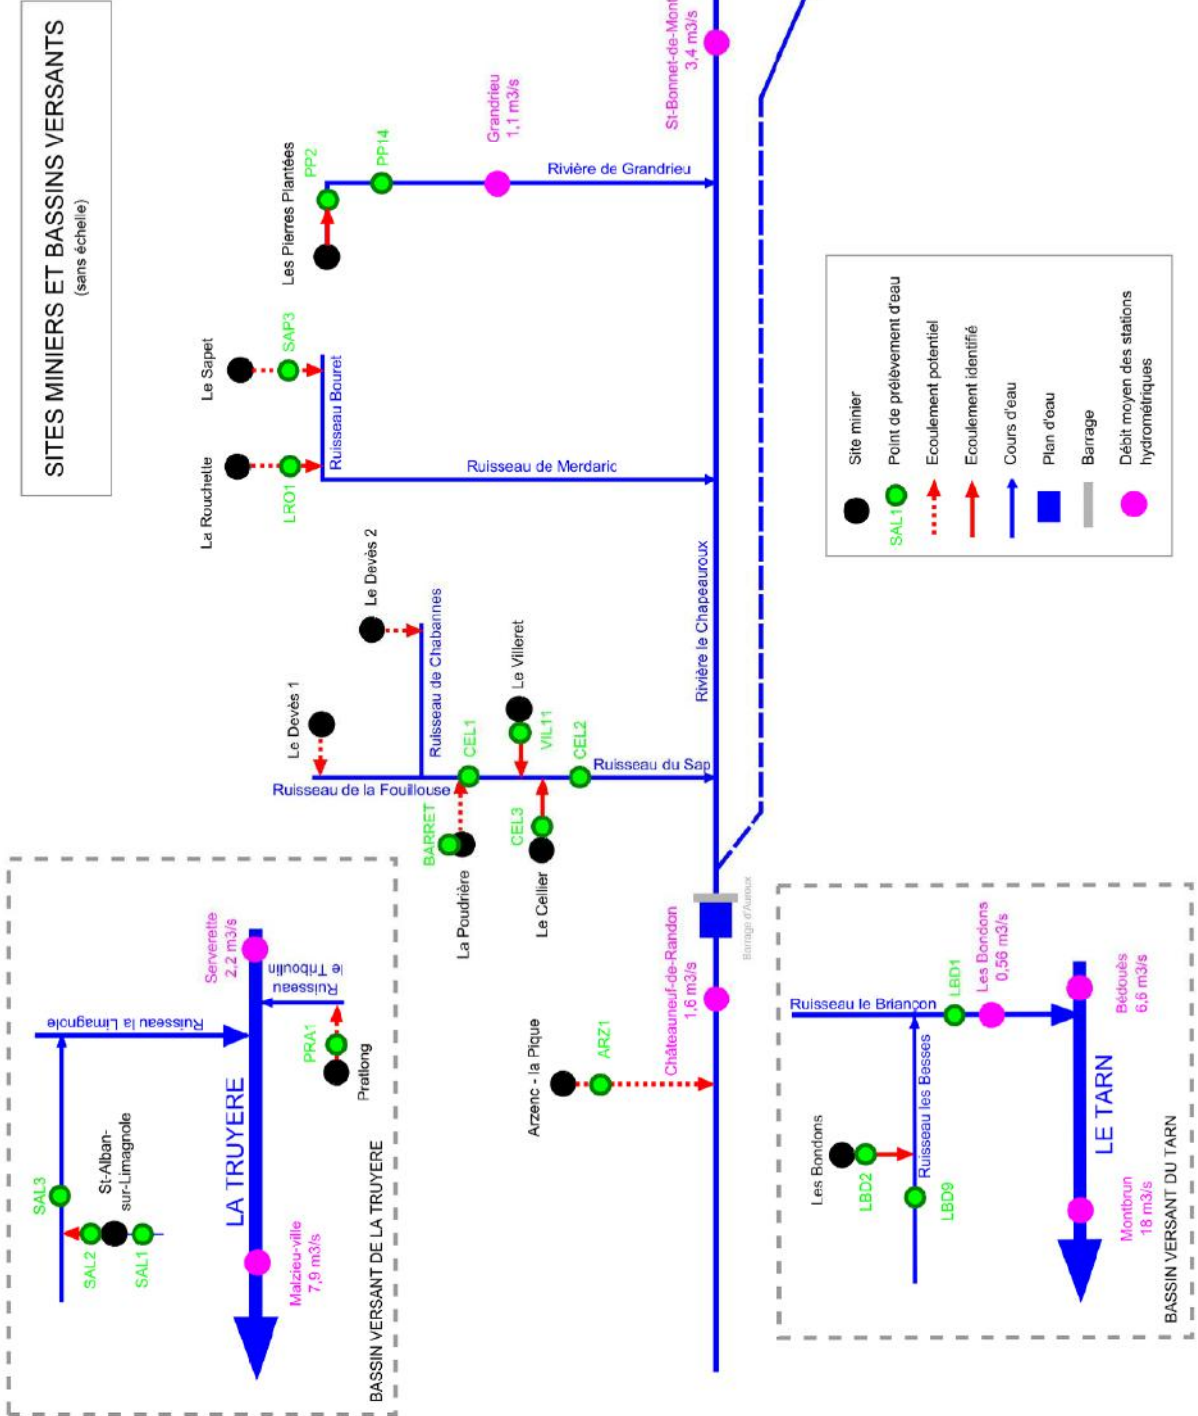 SITES MINIERS ET BASSINS VERSANTS
(sans échelle)
Serverette
2,2 m3/s
Ruisseau
le Triboulin
Ruisseau la Limagnole
PRA1
Pratlong
SAL3
St-Alban-
sur-Limagnole
SAL2
SAL1
LA TRUYERE
Malzieu-ville
7,9 m3/s
BASSIN VERSANT DE LA TRUYERE
Les Pierres Plantées
PP2
PP14
Grandrieu
1,1 m3/s
Rivière de Grandrieu
St-Bonnet-de-Mont
3,4 m3/s
Le Sapet
SAP3
La Rouchette
LRO1
Ruisseau Bouret
Ruisseau de Merdaric
Le Devès 2
Le Devès 1
Ruisseau de Chabannes
Ruisseau de la Fouillouse
CEL1
Le Villeret
VIL11
CEL2
Ruisseau du Sap
BARRET
La Poudrière
CEL3
Le Cellier
Rivière le Chapeauroux
Barrage d'Auroux
Châteauneuf-de-Randon
1,6 m3/s
Arzenc - la Pique
ARZ1
Site minier
SAL1
Point de prélèvement d'eau
Ecoulement potentiel
Ecoulement identifié
Cours d'eau
Plan d'eau
Barrage
Débit moyen des stations
hydrométriques
Ruisseau le Briançon
LBD1
Les Bondons
0,56 m3/s
Bédouès
6,6 m3/s
Ruisseau les Besses
Les Bondons
LBD2
LBD9
LE TARN
Montbrun
18 m3/s
BASSIN VERSANT DU TARN